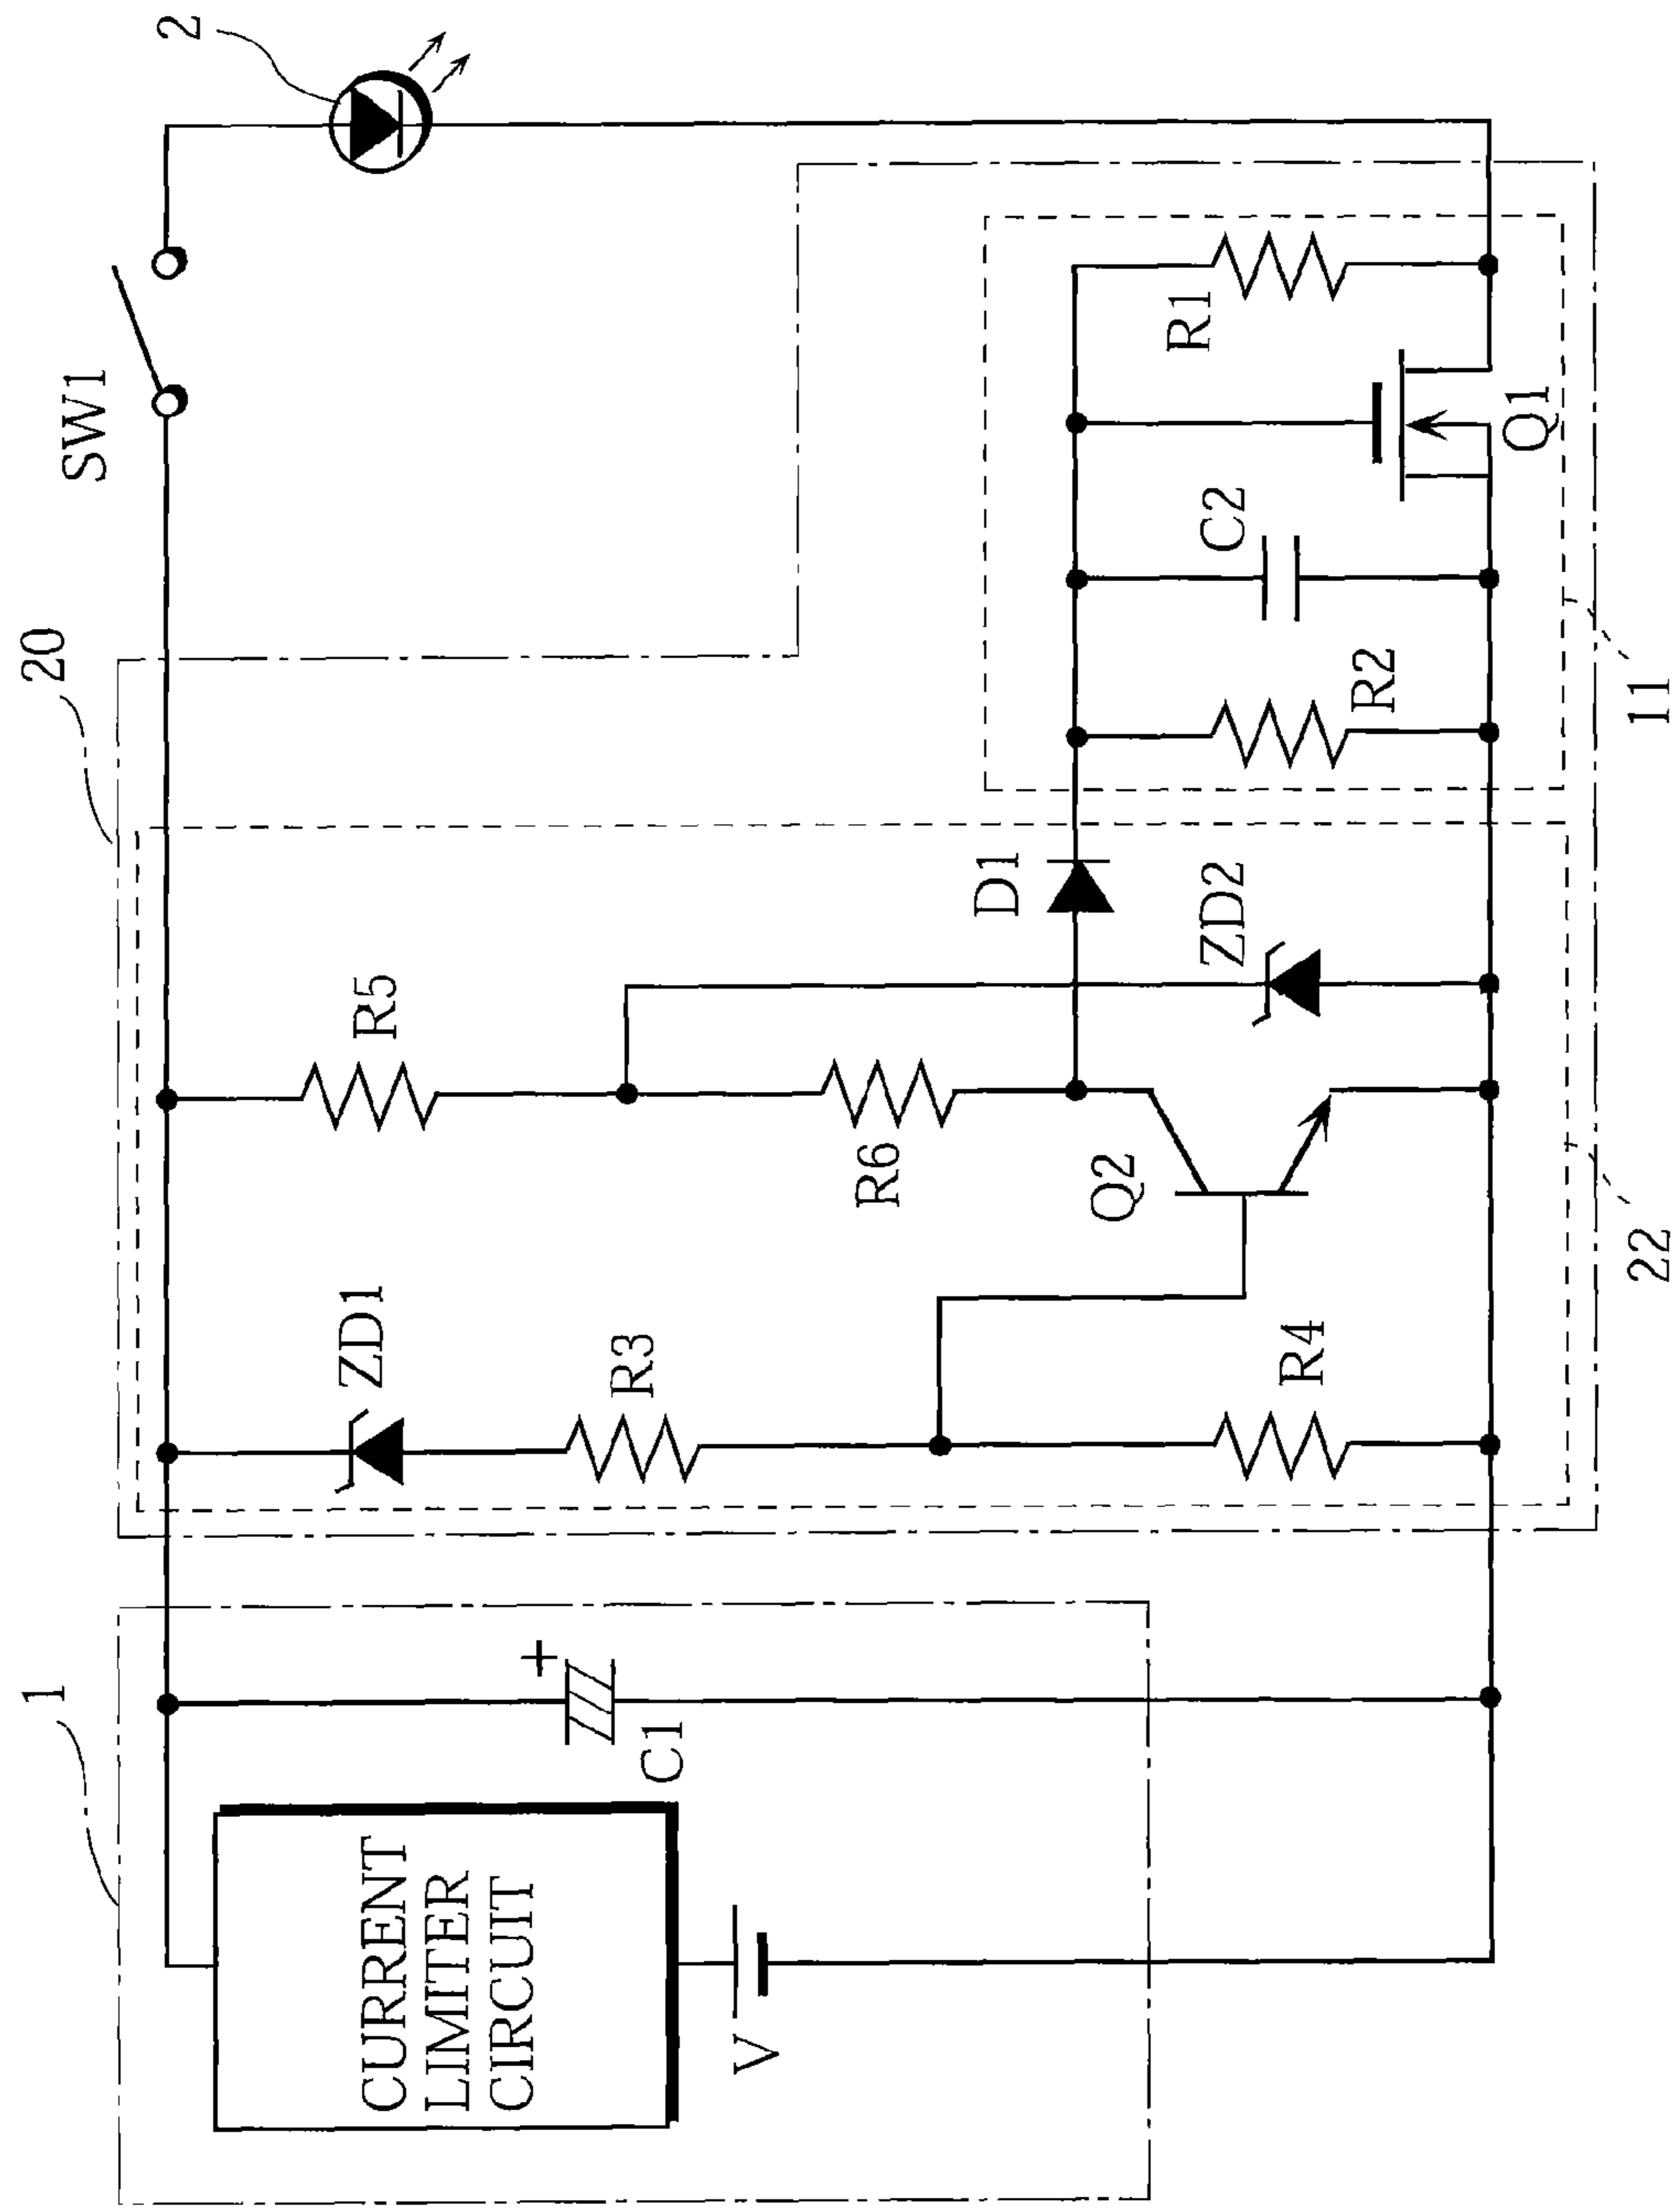 1
CURRENT
LIMITER
CIRCUIT
V
C1
+
20
ZD1
R3
R4
R5
R6
Q2
D1
ZD2
22
SW1
2
R1
C2
R2
Q1
11